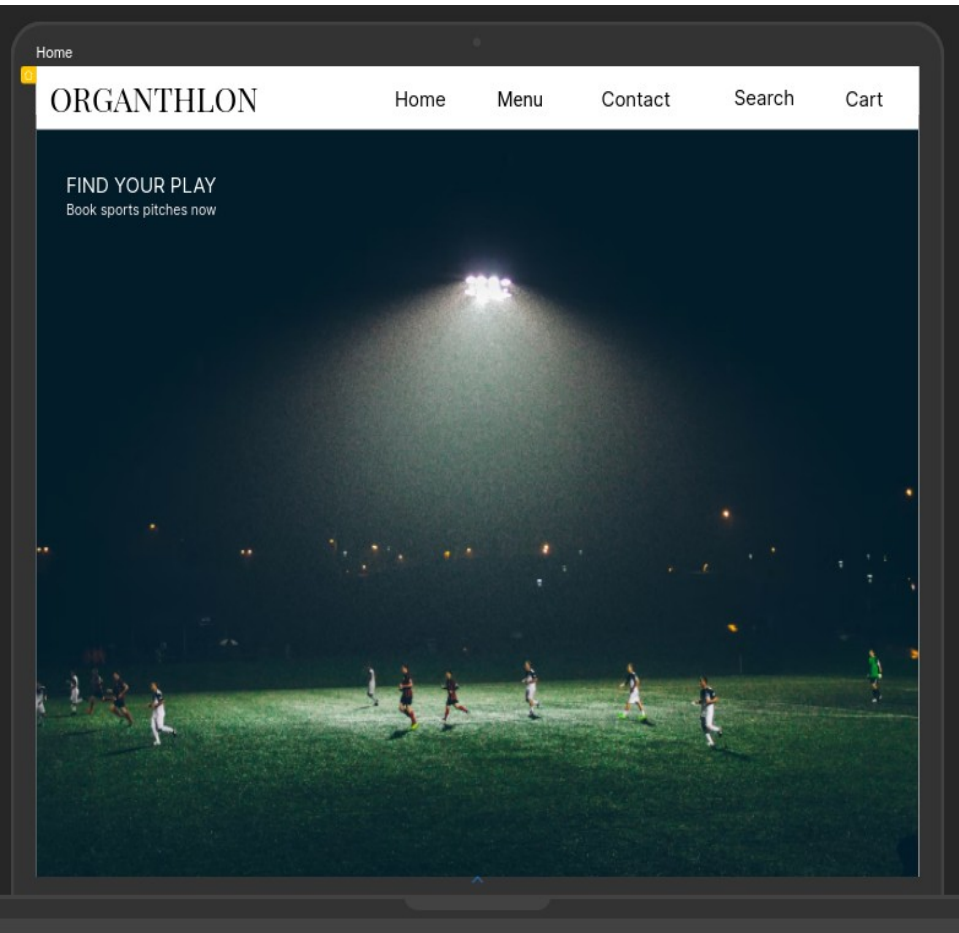 Home
ORGANTHLON
Home Menu Contact Search Cart
FIND YOUR PLAY
Book sports pitches now